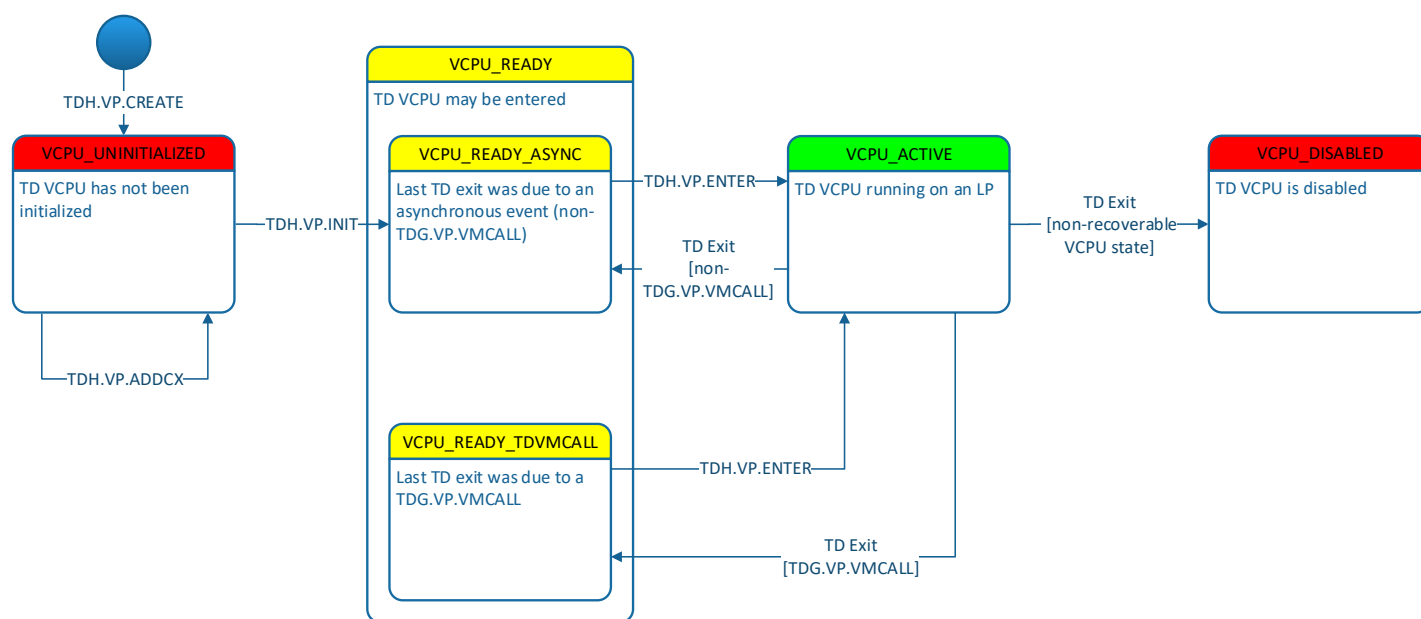 TDH.VP.CREATE
VCPU_UNINITIALIZED
TD VCPU has not been
initialized
TDH.VP.ADDCX
TDH.VP.INIT
VCPU_READY
TD VCPU may be entered
VCPU_READY_ASYNC
Last TD exit was due to an
asynchronous event (non-
TDG.VP.VMCALL)
TDH.VP.ENTER
TD Exit
[non-
TDG.VP.VMCALL]
VCPU_READY_TDVMCALL
Last TD exit was due to a
TDG.VP.VMCALL
TDH.VP.ENTER
TD Exit
[TDG.VP.VMCALL]
VCPU_ACTIVE
TD VCPU running on an LP
TD Exit
[non-recoverable
VCPU state]
VCPU_DISABLED
TD VCPU is disabled